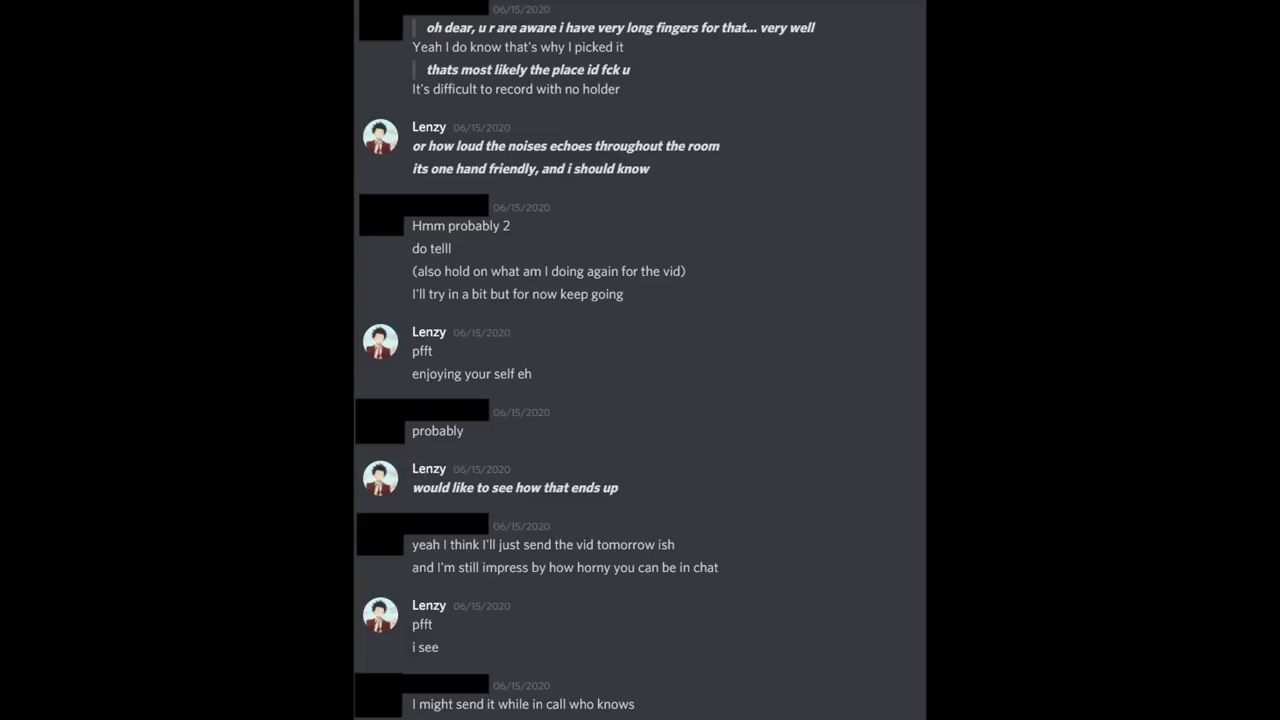 06/15/2020
oh dear, u r are aware i have very long fingers for that... very well
Yeah I do know that's why I picked it
thats most likely the place id fck u
It's difficult to record with no holder
Lenzy 06/15/2020
or how loud the noises echoes throughout the room
its one hand friendly, and i should know
06/15/2020
Hmm probably 2
do telll
(also hold on what am I doing again for the vid)
I'll try in a bit but for now keep going
Lenzy 06/15/2020
pfft
enjoying your self eh
06/15/2020
probably
Lenzy 06/15/2020
would like to see how that ends up
06/15/2020
yeah I think I'll just send the vid tomorrow ish
and I'm still impress by how horny you can be in chat
Lenzy 06/15/2020
pfft
i see
06/15/2020
I might send it while in call who knows